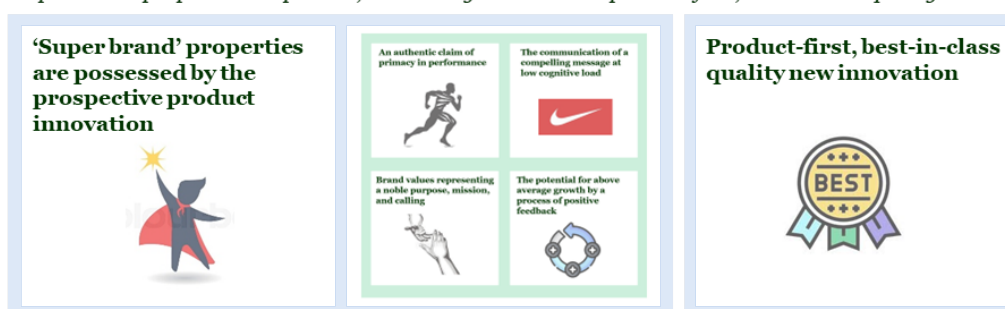 ‘Super brand’ properties
are possessed by the
prospective product
innovation
An authentic claim of
primacy in performance
The communication of a
compelling message at
low cognitive load
Brand values representing
a noble purpose, mission,
and calling
The potential for above
average growth by a
process of positive
feedback
Product-first, best-in-class
quality new innovation
BEST